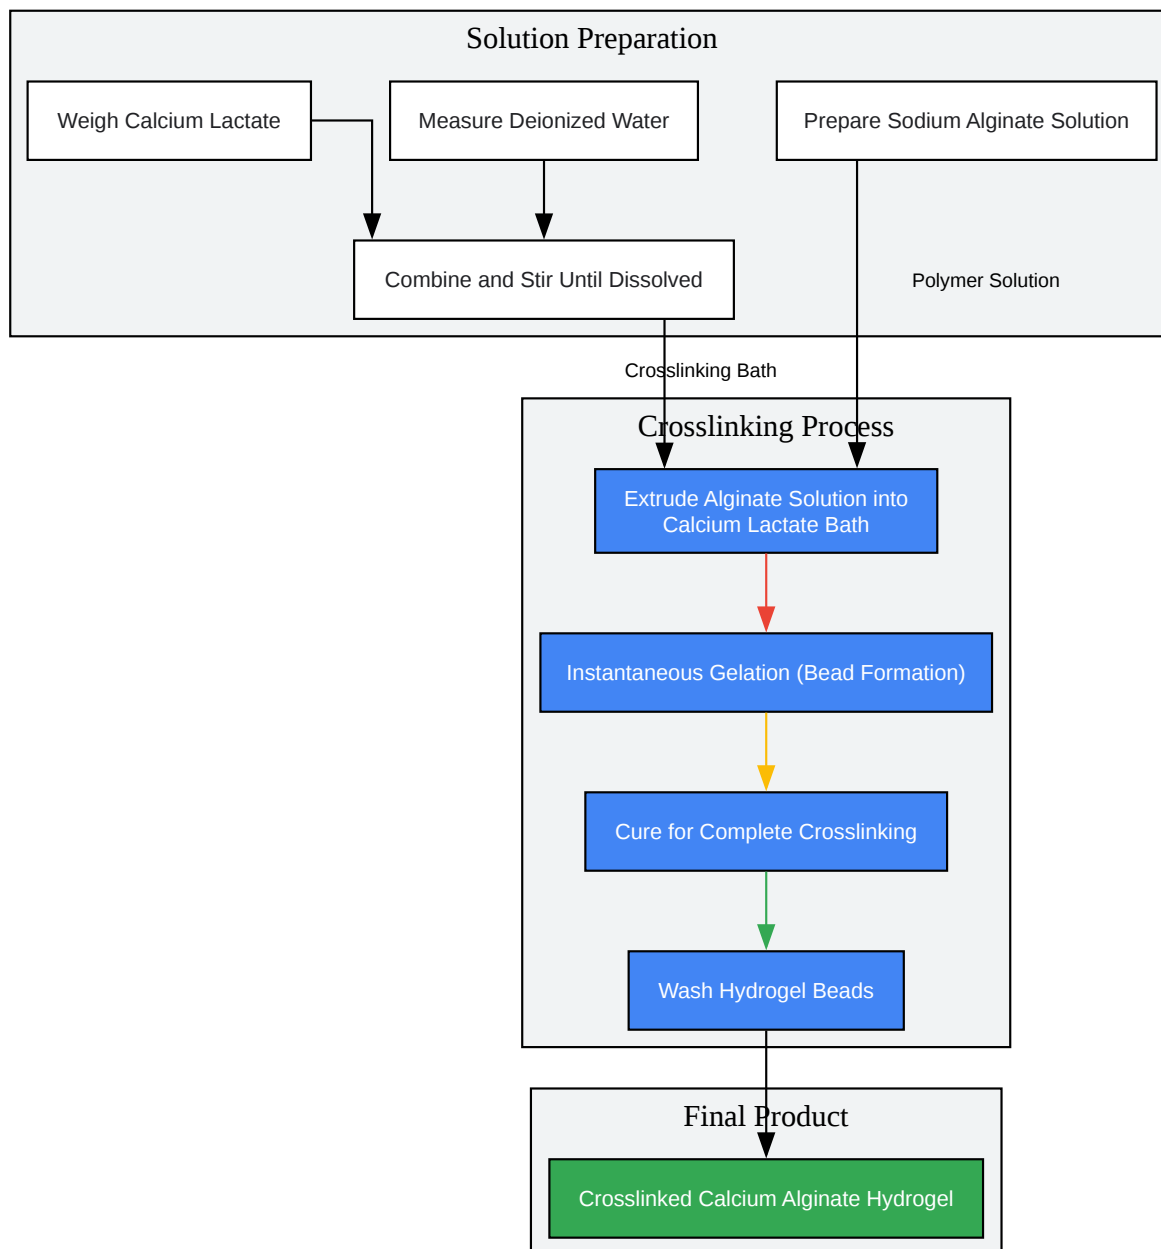 Solution Preparation
Weigh Calcium Lactate
Measure Deionized Water
Prepare Sodium Alginate Solution
Combine and Stir Until Dissolved
Polymer Solution
Crosslinking Bath
Crosslinking Process
Extrude Alginate Solution into
Calcium Lactate Bath
Instantaneous Gelation (Bead Formation)
Cure for Complete Crosslinking
Wash Hydrogel Beads
Final Product
Crosslinked Calcium Alginate Hydrogel